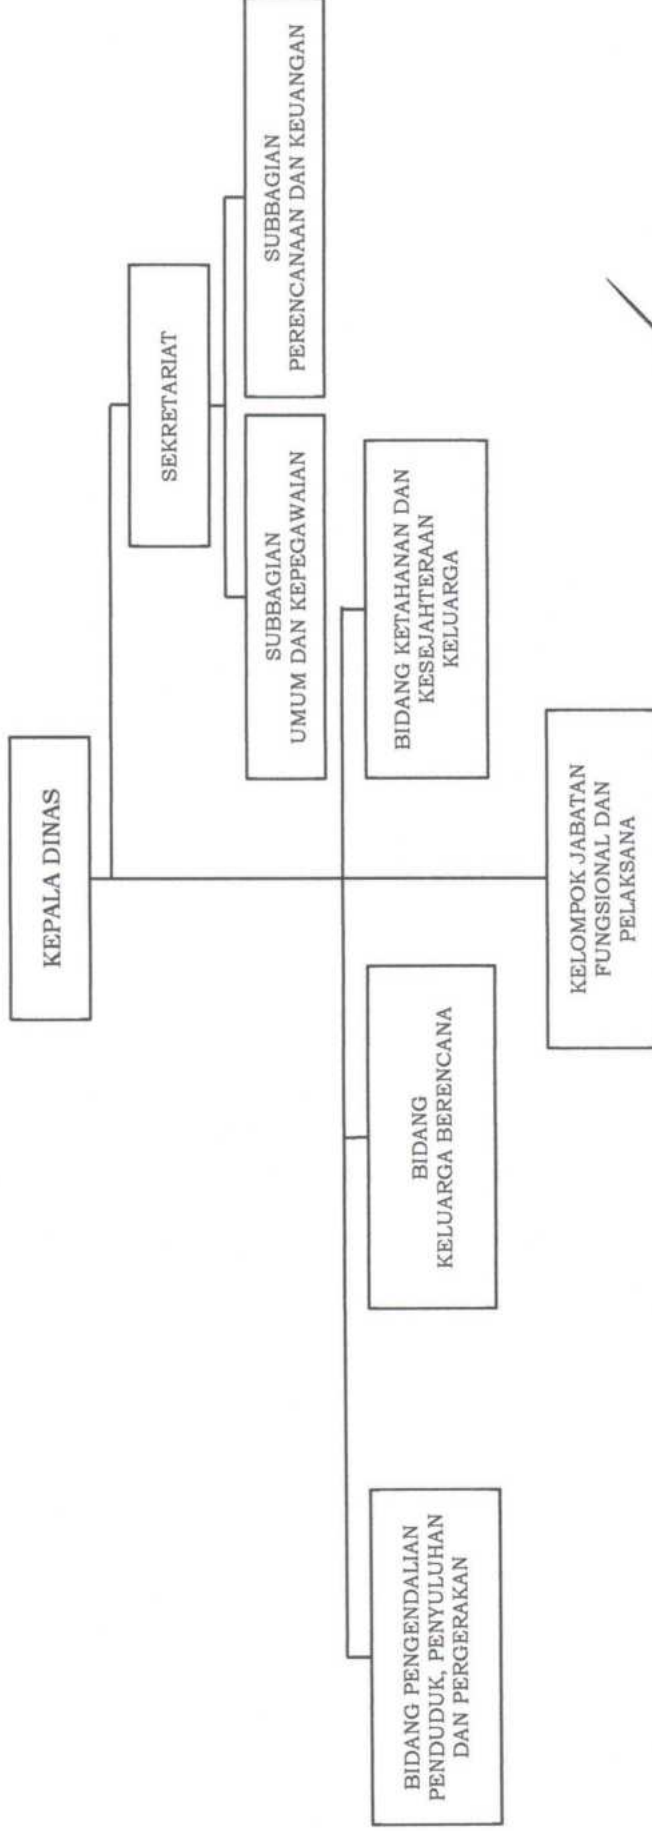 KEPALA DINAS
SEKRETARIAT
SUBBAGIAN
UMUM DAN KEPEGAWAIAN
SUBBAGIAN
PERENCANAAN DAN KEUANGAN
BIDANG PENGENDALIAN
PENDUDUK, PENYULUHAN
DAN PERGERAKAN
BIDANG
KELUARGA BERENCANA
BIDANG KETAHANAN DAN
KESEJAHTERAAN
KELUARGA
KELOMPOK JABATAN
FUNGSIONAL DAN
PELAKSANA